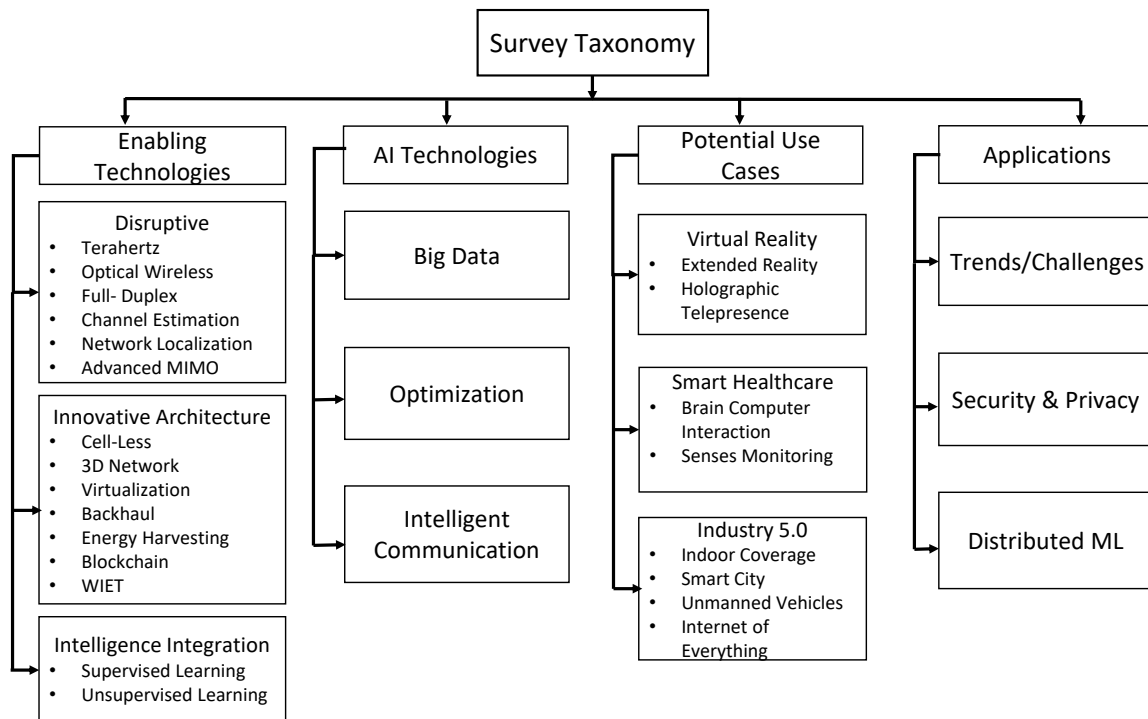 Survey Taxonomy
Enabling
Technologies
Disruptive
• Terahertz
• Optical Wireless
• Full- Duplex
• Channel Estimation
• Network Localization
• Advanced MIMO
Innovative Architecture
• Cell-Less
• 3D Network
• Virtualization
• Backhaul
• Energy Harvesting
• Blockchain
• WIET
Intelligence Integration
• Supervised Learning
• Unsupervised Learning
AI Technologies
Big Data
Optimization
Intelligent
Communication
Potential Use
Cases
Virtual Reality
• Extended Reality
• Holographic
Telepresence
Smart Healthcare
• Brain Computer
Interaction
• Senses Monitoring
Industry 5.0
• Indoor Coverage
• Smart City
• Unmanned Vehicles
• Internet of
Everything
Applications
Trends/Challenges
Security & Privacy
Distributed ML